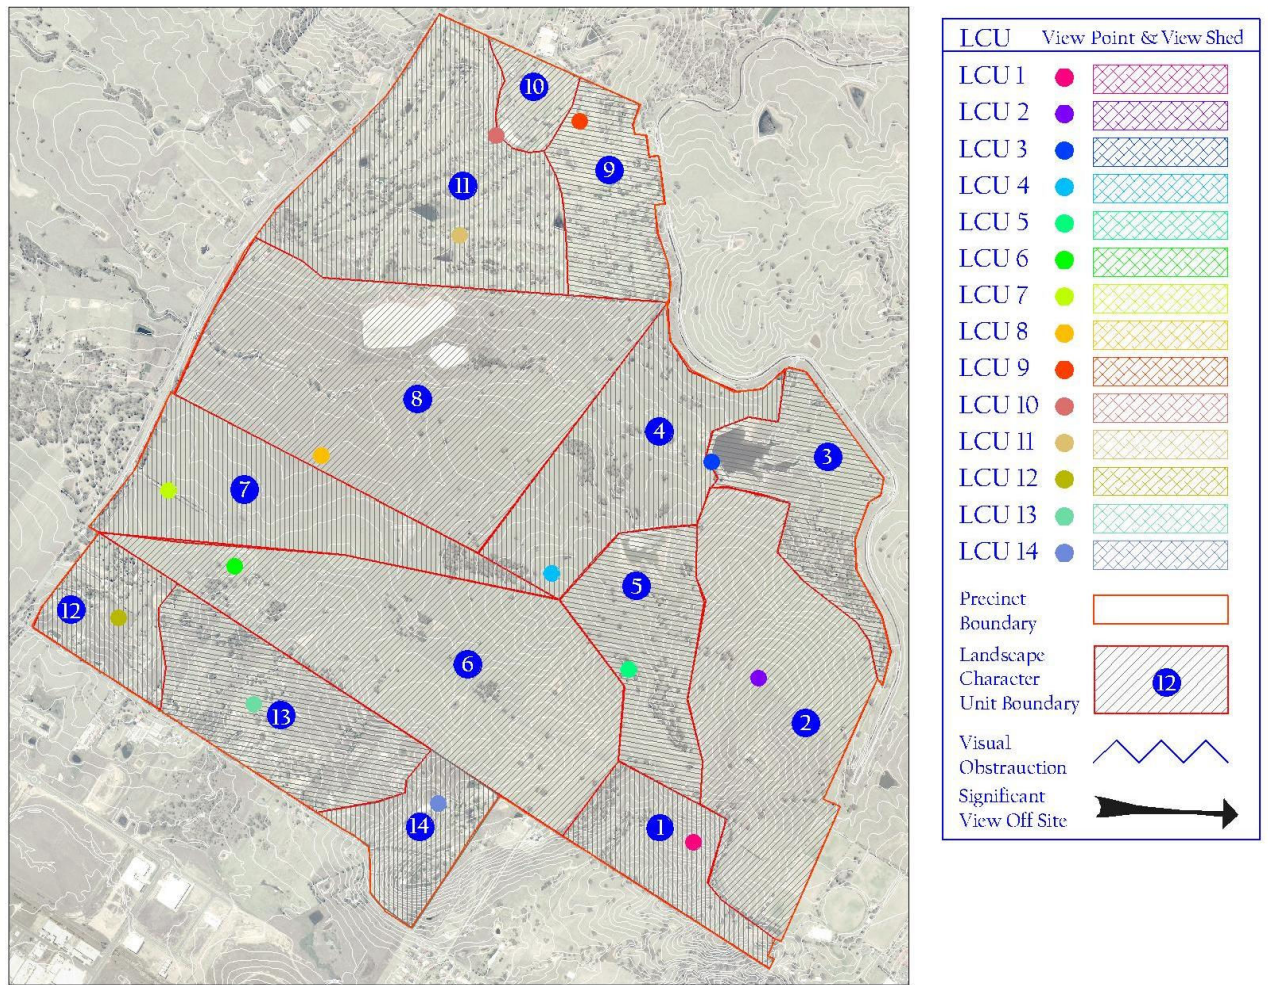 LCU View Point & View Shed
LCU 1
LCU 2
LCU 3
LCU 4
LCU 5
LCU 6
LCU 7
LCU 8
LCU 9
LCU 10
LCU 11
LCU 12
LCU 13
LCU 14
Precinct
Boundary
Landscape
Character
Unit Boundary
12
Visual
Obstrauction
Significant
View Off Site
10
9
11
8
4
3
7
5
12
6
13
2
14
1